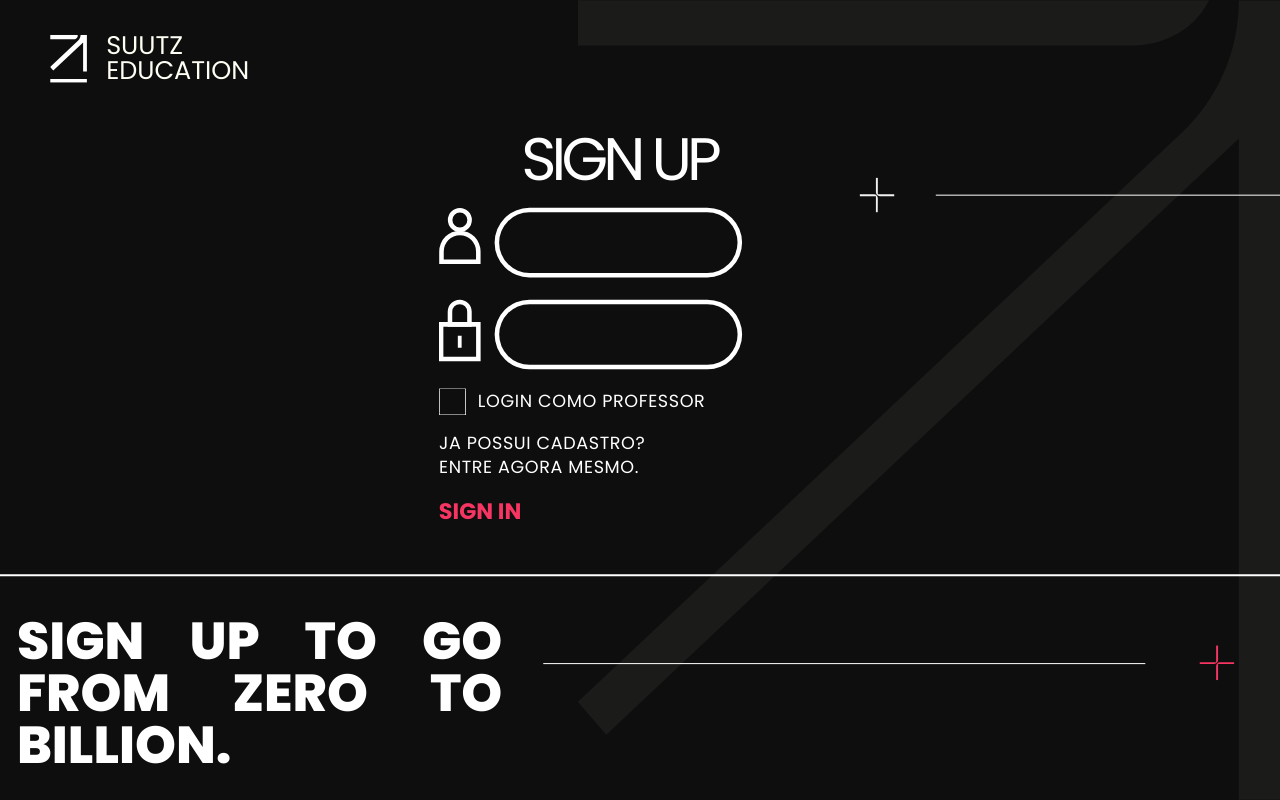 SUUTZ
EDUCATION
SIGN UP
LOGIN COMO PROFESSOR
JA POSSUI CADASTRO?
ENTRE AGORA MESMO.
SIGN IN
SIGN UP TO GO
FROM ZERO TO
BILLION.